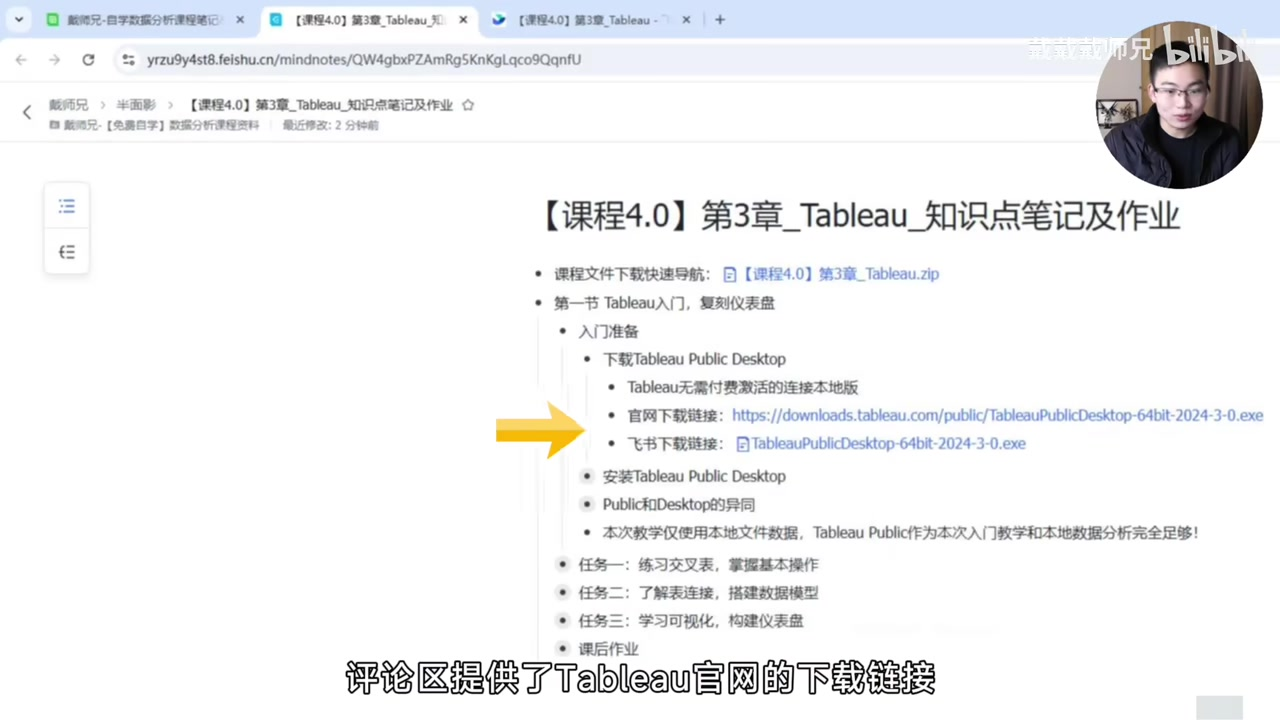 戴师兄-自学数据分析课程笔记
【课程4.0】第3章_Tableau_知
【课程4.0】第3章_Tableau -
yrzu9y4st8.feishu.cn/mindnotes/QW4gbxPZAmRg5KnKgLqco9QqnfU
戴戴戴师兄 bilibili
戴师兄 > 半面影 > 【课程4.0】第3章_Tableau_知识点笔记及作业
戴师兄-【免费自学】数据分析课程资料 最近修改: 2 分钟前
【课程4.0】第3章_Tableau_知识点笔记及作业
课程文件下载快速导航： 【课程4.0】第3章_Tableau.zip
第一节 Tableau入门，复刻仪表盘
入门准备
下载Tableau Public Desktop
Tableau无需付费激活的连接本地版
官网下载链接：https://downloads.tableau.com/public/TableauPublicDesktop-64bit-2024-3-0.exe
飞书下载链接： TableauPublicDesktop-64bit-2024-3-0.exe
安装Tableau Public Desktop
Public和Desktop的异同
本次教学仅使用本地文件数据，Tableau Public作为本次入门教学和本地数据分析完全足够！
任务一：练习交叉表，掌握基本操作
任务二：了解表连接，搭建数据模型
任务三：学习可视化，构建仪表盘
课后作业
评论区提供了Tableau官网的下载链接